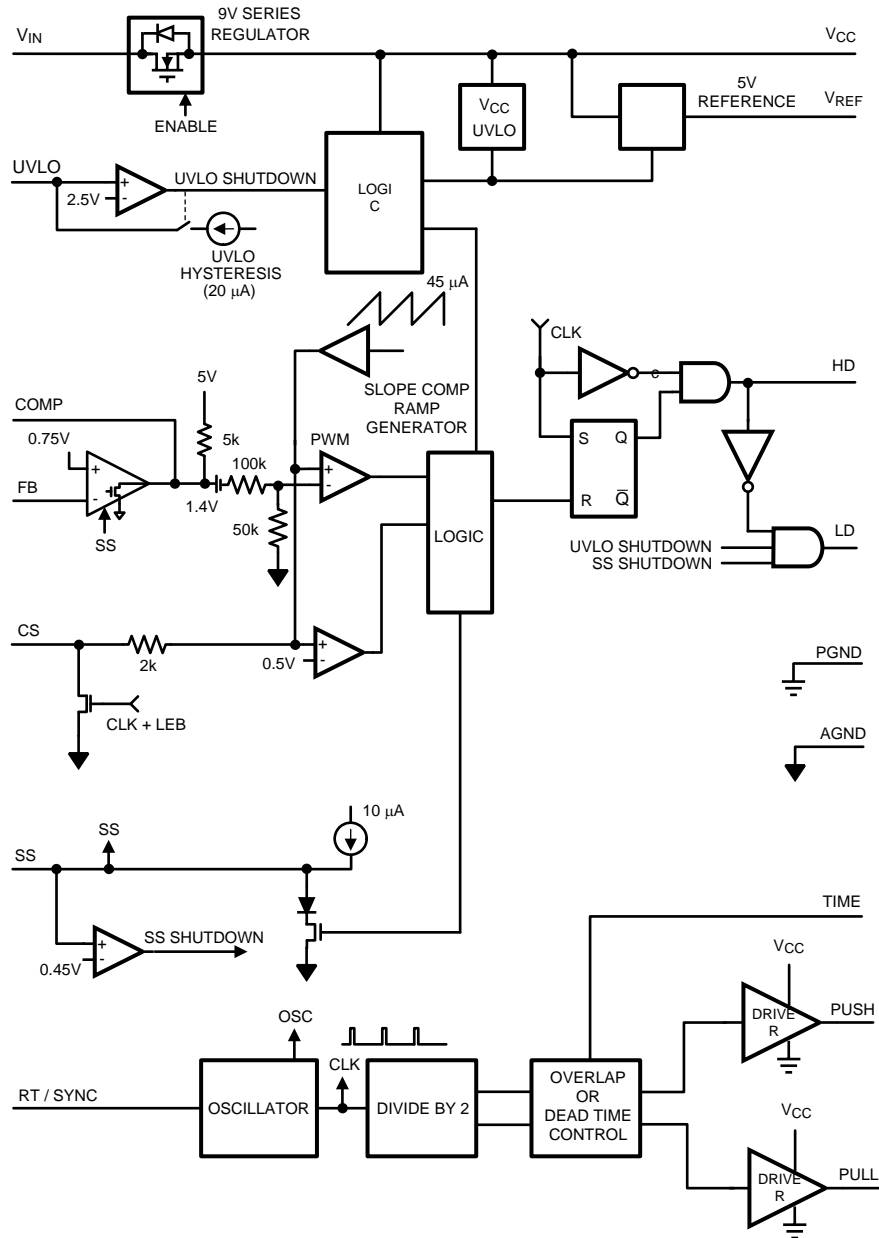 9V SERIES
REGULATOR
VIN
VCC
ENABLE
VCC
UVLO
5V
REFERENCE
VREF
UVLO
+
-
2.5V
UVLO SHUTDOWN
LOGI
C
UVLO
HYSTERESIS
(20 μA)
45 μA
SLOPE COMP
RAMP
GENERATOR
CLK
c
HD
COMP
5V
5k
0.75V
+
-
FB
SS
1.4V
100k
50k
PWM
+
-
LOGIC
S
Q
R
Q̅
LD
UVLO SHUTDOWN
SS SHUTDOWN
CS
2k
0.5V
+
-
CLK + LEB
PGND
AGND
10 μA
SS
SS
+
-
0.45V
SS SHUTDOWN
TIME
VCC
DRIVE
R
PUSH
OSC
CLK
RT / SYNC
OSCILLATOR
DIVIDE BY 2
OVERLAP
OR
DEAD TIME
CONTROL
VCC
DRIVE
R
PULL